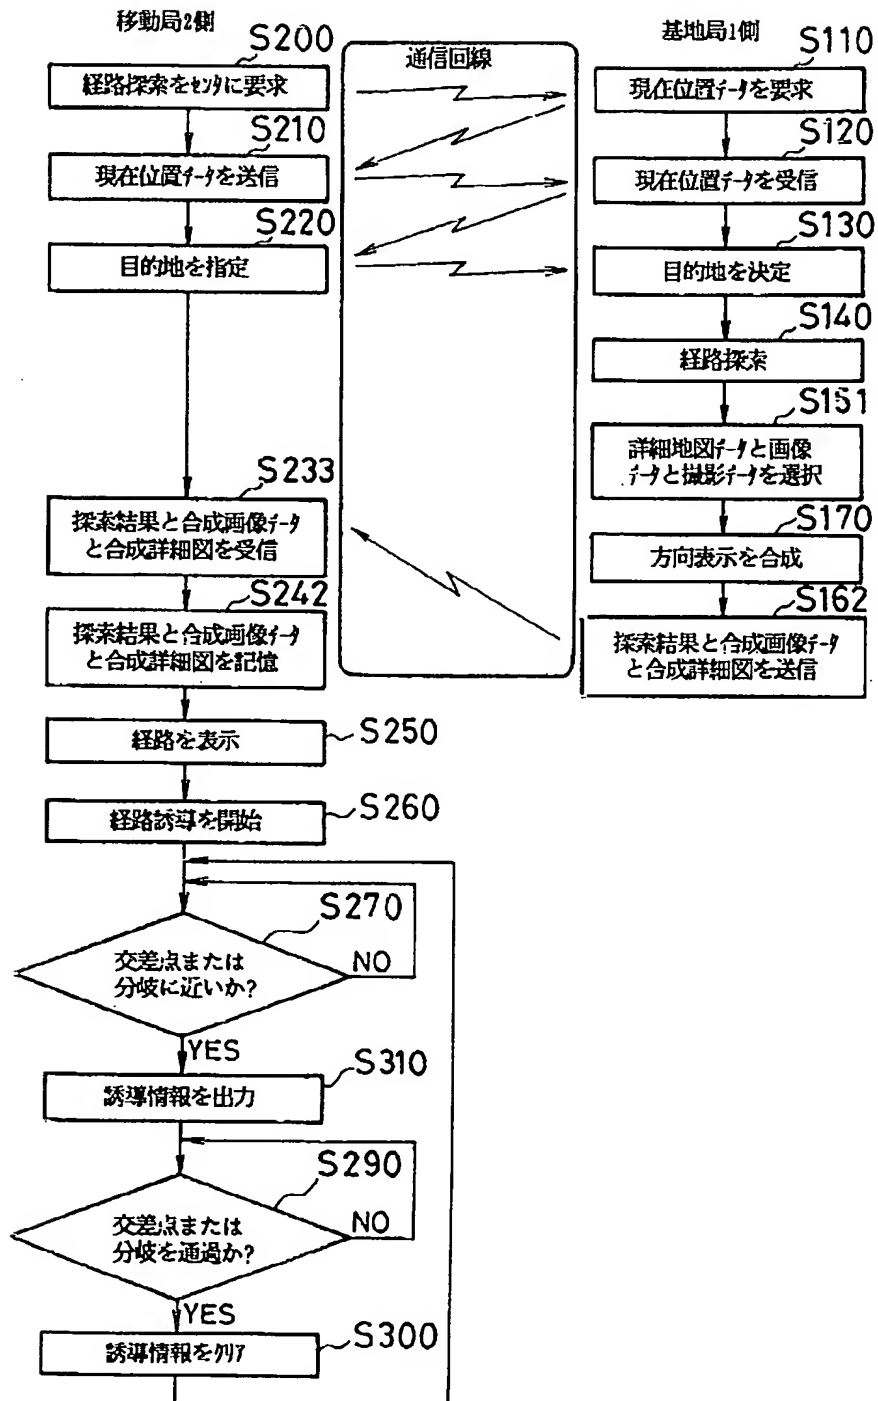 移動局2側
S200
経路探索をセンタに要求
S210
現在位置データを送信
S220
目的地を指定
S233
探索結果と合成画像データ
と合成詳細図を受信
S242
探索結果と合成画像データ
と合成詳細図を記憶
経路を表示
S250
経路誘導を開始
S260
S270
交差点または
分岐に近いか?
NO
YES
S310
誘導情報を出力
S290
交差点または
分岐を通過か?
NO
YES
S300
誘導情報をクリア
通信回線
基地局1側
S110
現在位置データを要求
S120
現在位置データを受信
S130
目的地を決定
S140
経路探索
S151
詳細地図データと画像
データと撮影データを選択
S170
方向表示を合成
S162
探索結果と合成画像データ
と合成詳細図を送信